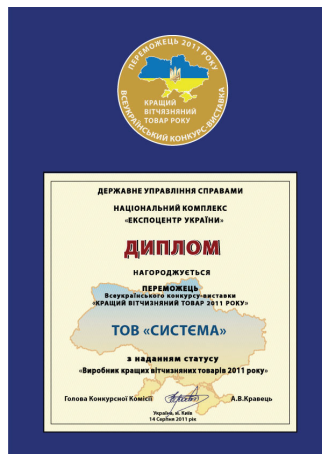 ПЕРЕМОЖЕЦЬ 2011 РОКУ
КРАЩИЙ
ВІТЧИЗНЯНИЙ
ТОВАР РОКУ
ВСЕУКРАЇНСЬКИЙ КОНКУРС-ВИСТАВКА
ДЕРЖАВНЕ УПРАВЛІННЯ СПРАВАМИ
НАЦІОНАЛЬНИЙ КОМПЛЕКС
«ЕКСПОЦЕНТР УКРАЇНИ»
ДИПЛОМ
НАГОРОДЖУЄТЬСЯ
ПЕРЕМОЖЕЦЬ
Всеукраїнського конкурсу-виставки
«КРАЩИЙ ВІТЧИЗНЯНИЙ ТОВАР 2011 РОКУ»
ТОВ «СИСТЄМА»
з наданням статусу
«Виробник кращих вітчизняних товарів 2011 року»
Голова Конкурсної Комісії А.В.Кравець
Україна, м. Київ
14 Серпня 2011 рік